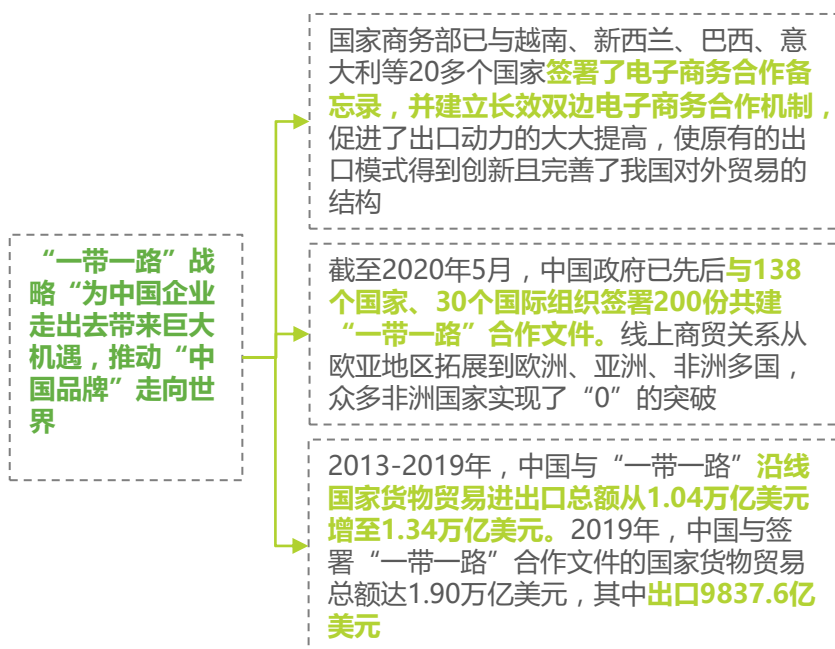 “一带一路”战
略“为中国企业
走出去带来巨大
机遇，推动“中
国品牌”走向世
界
国家商务部已与越南、新西兰、巴西、意
大利等20多个国家签署了电子商务合作备
忘录，并建立长效双边电子商务合作机制，
促进了出口动力的大大提高，使原有的出
口模式得到创新且完善了我国对外贸易的
结构
截至2020年5月，中国政府已先后与138
个国家、30个国际组织签署200份共建
“一带一路”合作文件。线上商贸关系从
欧亚地区拓展到欧洲、亚洲、非洲多国，
众多非洲国家实现了“0”的突破
2013-2019年，中国与“一带一路”沿线
国家货物贸易进出口总额从1.04万亿美元
增至1.34万亿美元。2019年，中国与签
署“一带一路”合作文件的国家货物贸易
总额达1.90万亿美元，其中出口9837.6亿
美元